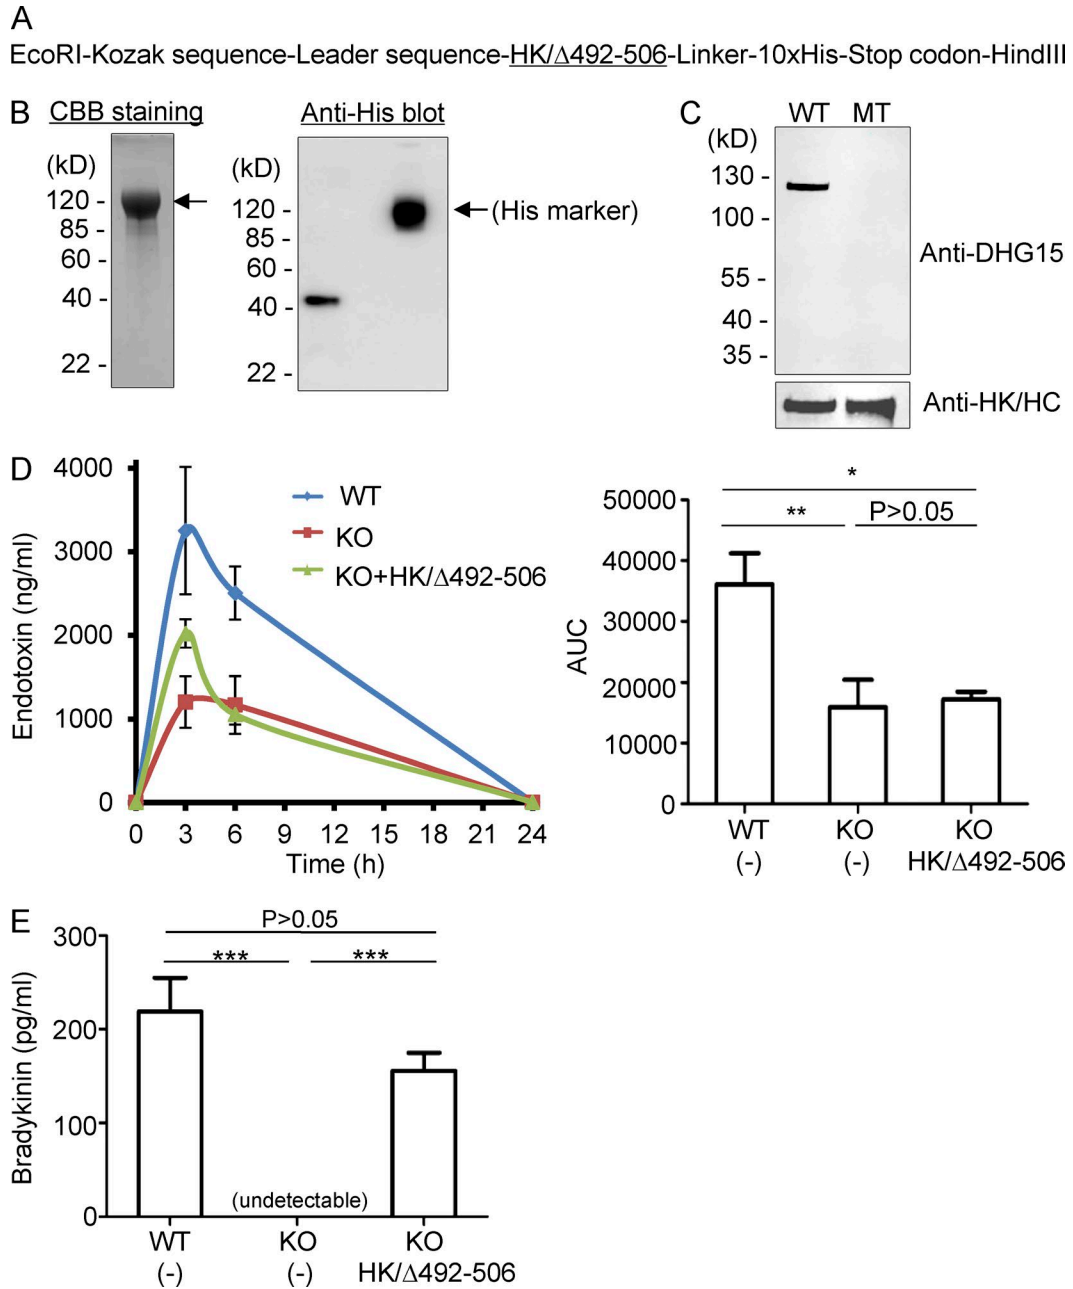 A
EcoRI-Kozak sequence-Leader sequence-HK/Δ492-506-Linker-10xHis-Stop codon-HindIII
B
CBB staining
(kD)
120 -
85 -
60 -
40 -
22 -
Anti-His blot
(kD)
120 -
85 -
60 -
40 -
22 -
(His marker)
C
WT MT
(kD)
130 -
100 -
55 -
40 -
35 -
Anti-DHG15
Anti-HK/HC
D
Endotoxin (ng/ml)
4000
3000
2000
1000
0
0 3 6 9 12 15 18 21 24
Time (h)
WT
KO
KO+HK/Δ492-506
AUC
50000
40000
30000
20000
10000
0
*
**
P>0.05
WT KO KO
(-) (-) HK/Δ492-506
E
Bradykinin (pg/ml)
300
200
100
0
P>0.05
*** ***
(undetectable)
WT KO KO
(-) (-) HK/Δ492-506